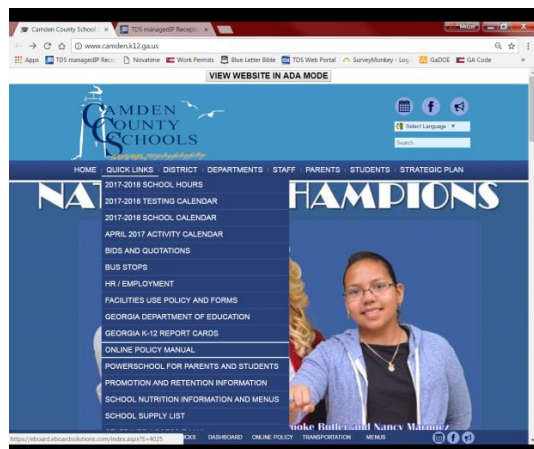 Camden County School
TDS managedIP Recepti
www.camden.k12.ga.us
Apps
TDS managedIP Rece
Novatime
Work Permits
Blue Letter Bible
TDS Web Portal
SurveyMonkey - Log
GaDOE
GA Code
VIEW WEBSITE IN ADA MODE
CAMDEN
COUNTY
SCHOOLS
Select Language ▼
Search...
HOME QUICK LINKS DISTRICT DEPARTMENTS STAFF PARENTS STUDENTS STRATEGIC PLAN
NAT HAMPIONS
2017-2018 SCHOOL HOURS
2017-2018 TESTING CALENDAR
2017-2018 SCHOOL CALENDAR
APRIL 2017 ACTIVITY CALENDAR
BIDS AND QUOTATIONS
BUS STOPS
HR / EMPLOYMENT
FACILITIES USE POLICY AND FORMS
GEORGIA DEPARTMENT OF EDUCATION
GEORGIA K-12 REPORT CARDS
ONLINE POLICY MANUAL
POWERSCHOOL FOR PARENTS AND STUDENTS
PROMOTION AND RETENTION INFORMATION
SCHOOL NUTRITION INFORMATION AND MENUS
SCHOOL SUPPLY LIST
ooke Butler and Nancy Marquez
https://eboard.eboardsolutions.com/index.aspx?S=4025
DASHBOARD ONLINE POLICY TRANSPORTATION MENUS